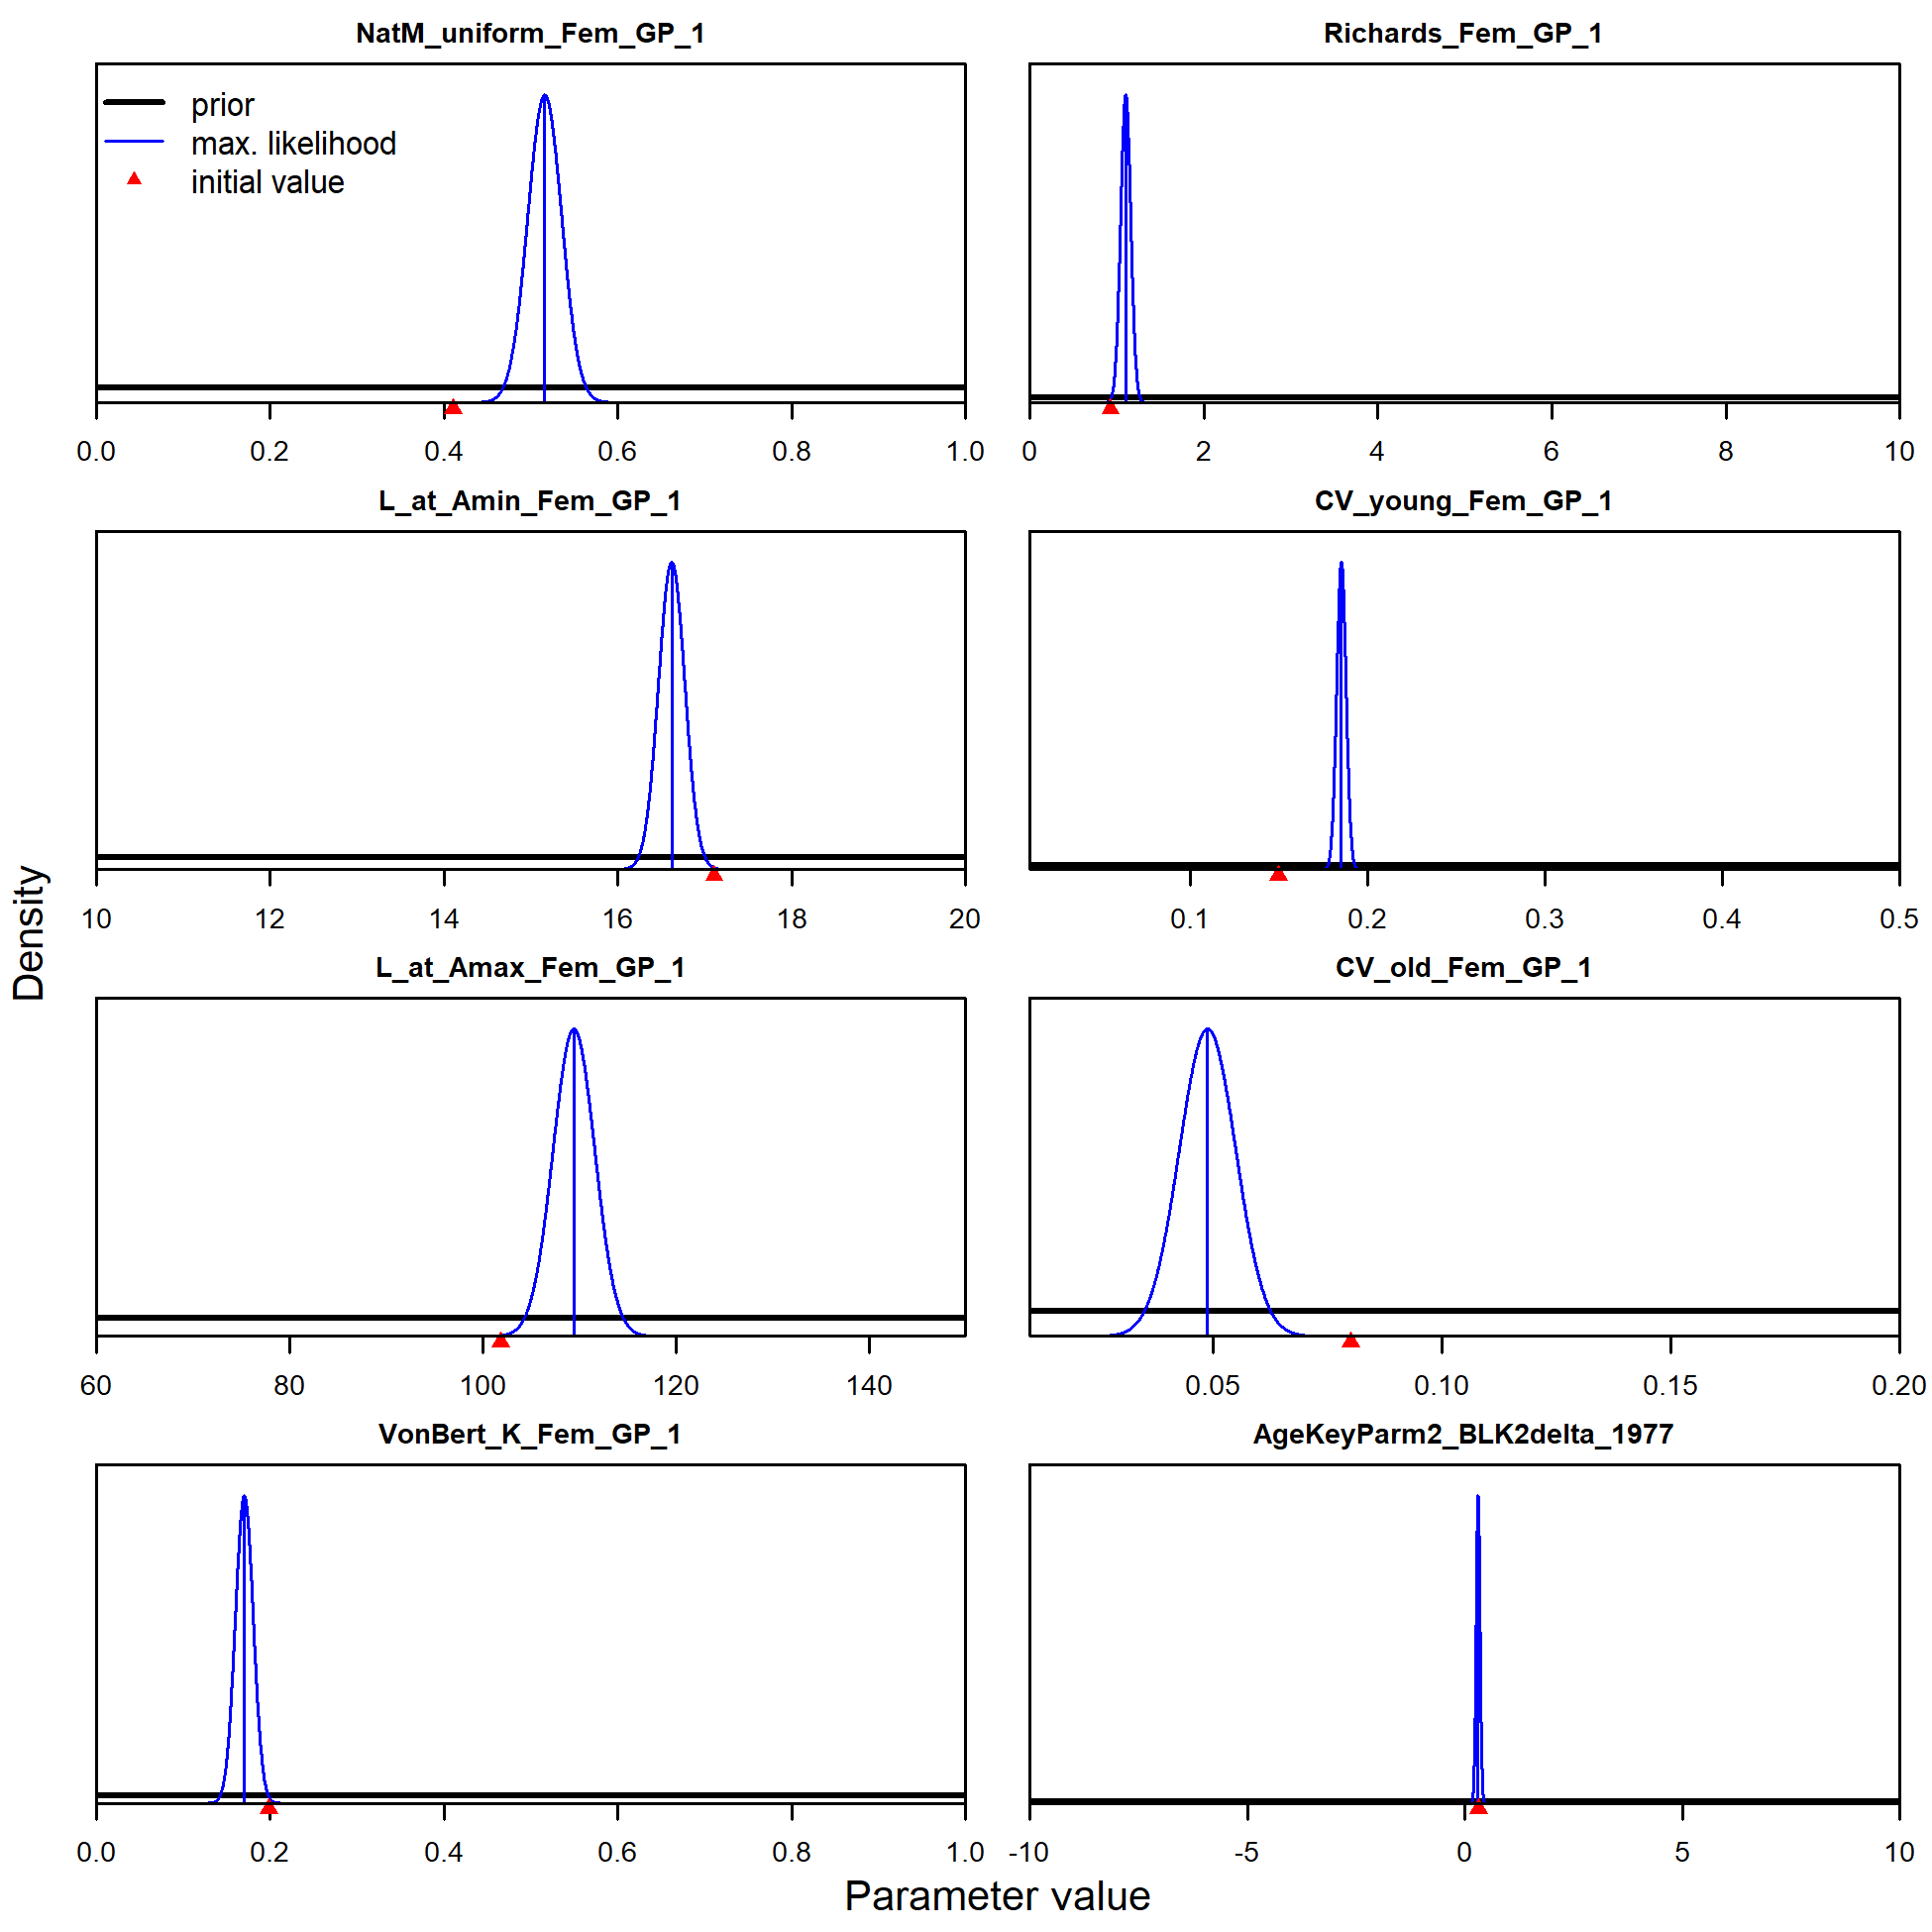 NatM_uniform_Fem_GP_1
prior
max. likelihood
initial value
0.0 0.2 0.4 0.6 0.8 1.0
Richards_Fem_GP_1
0 2 4 6 8 10
L_at_Amin_Fem_GP_1
10 12 14 16 18 20
CV_young_Fem_GP_1
0.1 0.2 0.3 0.4 0.5
L_at_Amax_Fem_GP_1
60 80 100 120 140
CV_old_Fem_GP_1
0.05 0.10 0.15 0.20
VonBert_K_Fem_GP_1
0.0 0.2 0.4 0.6 0.8 1.0
AgeKeyParm2_BLK2delta_1977
-10 -5 0 5 10
Density
Parameter value